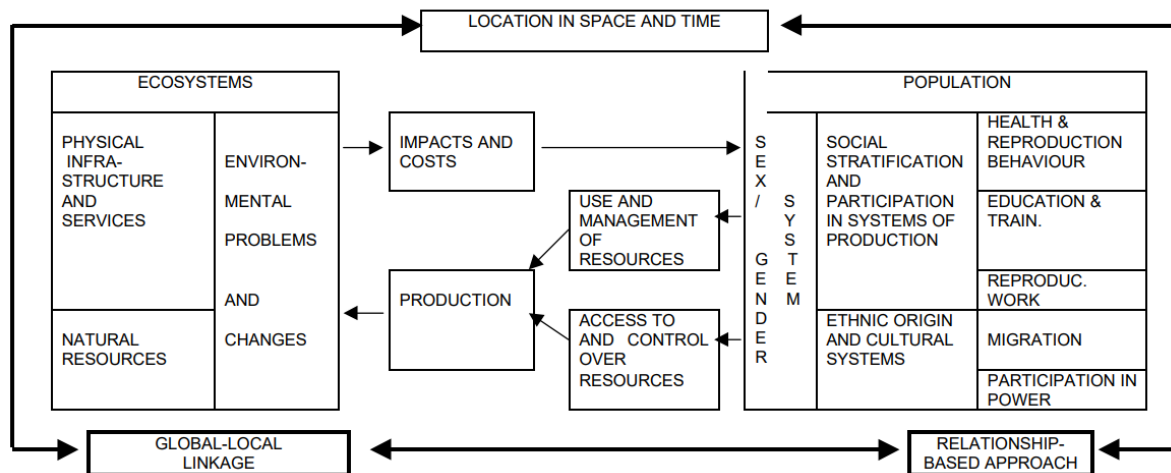 LOCATION IN SPACE AND TIME
ECOSYSTEMS
PHYSICAL
INFRA-
STRUCTURE
AND
SERVICES
NATURAL
RESOURCES
ENVIRON-
MENTAL
PROBLEMS
AND
CHANGES
IMPACTS AND
COSTS
USE AND
MANAGEMENT
OF
RESOURCES
PRODUCTION
ACCESS TO
AND CONTROL
OVER
RESOURCES
POPULATION
SEX/ GENDER
SYSTEM
SOCIAL
STRATIFICATION
AND
PARTICIPATION
IN SYSTEMS OF
PRODUCTION
ETHNIC ORIGIN
AND CULTURAL
SYSTEMS
HEALTH &
REPRODUCTION
BEHAVIOUR
EDUCATION &
TRAIN.
REPRODUC.
WORK
MIGRATION
PARTICIPATION IN
POWER
GLOBAL-LOCAL
LINKAGE
RELATIONSHIP-
BASED APPROACH